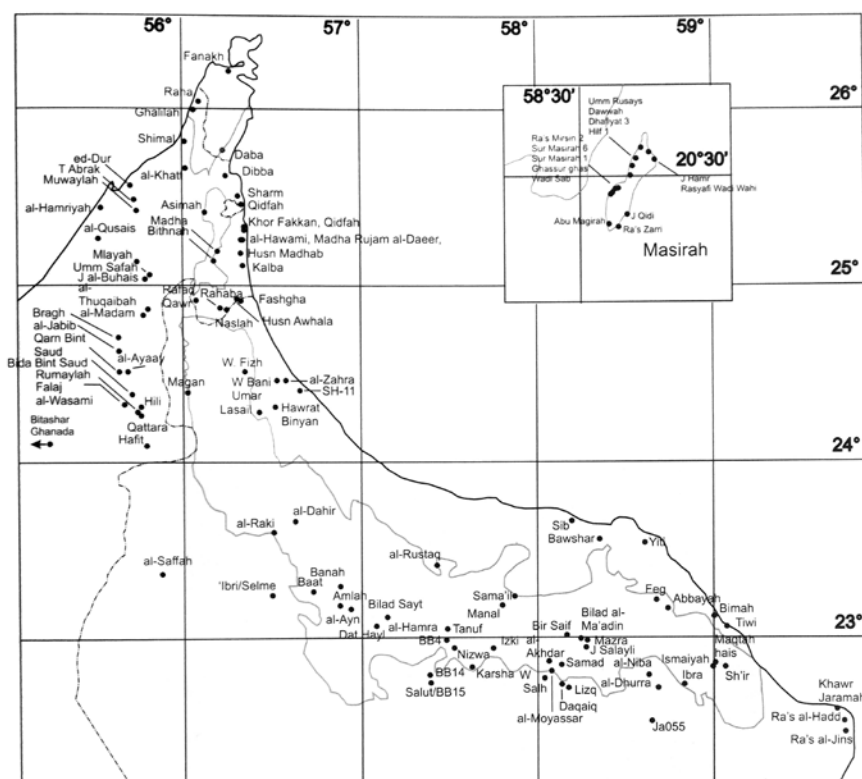 56°
57°
58°
59°
Fanakh
26°
Raha
Ghalilah
Shimal
Daba
ed-Dur
T Abrak
Muwaylah
al-Khatt
Dibba
al-Hamriyah
Asimah
Sharm
Qidfah
al-Qusais
Madha
Bithnah
Khor Fakkan, Qidfah
al-Hawami, Madha Rujam al-Daeer,
Mlayah
Husn Madhab
Umm Safah
Kalba
J al-Buhais
25°
al-
Thuqaibah
al-Madam
Rafaq
Qawr
Rahaba
Fashgha
Naslah
Husn Awhala
Bragh
al-Jabib
Qarn Bint
Saud
al-Ayaay
Bida Bint Saud
Rumaylah
Falaj
al-Wasami
Magan
W. Fizh
W Bani
Umar
al-Zahra
SH-11
Lasail
Hawrat
Binyan
Hili
Qattara
Hafit
Bitashar
Ghanada
24°
al-Dahir
al-Raki
al-Saffah
Sib
Bawshar
Yiti
al-Rustaq
'Ibri/Selme
Banah
Baat
Amlah
al-Ayn
Bilad Sayt
Dat Hayl
al-Hamra
Sama'il
Manal
Feg
Abbayah
Bimah
Tiwi
23°
Tanuf
BB4
Nizwa
Izki
Bir Saif
Bilad al-
Ma'adin
Mazra
J Salayli
al-
Akhdar
Samad
al-Niba
Ismaiyah
Maqtah
hais
Sh'ir
BB14
Karsha
W
Salh
Lizq
al-Dhurra
Ibra
Salut/BB15
Daqaiq
al-Moyassar
Ja055
Khawr
Jaramah
Ra's al-Hadd
Ra's al-Jins
58°30'
Umm Rusays
Dawwah
Dhafiyat 3
Hilf 1
Ra's Mirsin 2
Sur Masirah 6
Sur Masirah 1
Ghassur ghas
Wadi Sab
20°30'
J Hamr
Rasyafi Wadi Wahi
J Qidi
Abu Magirah
Ra's Zam
Masirah